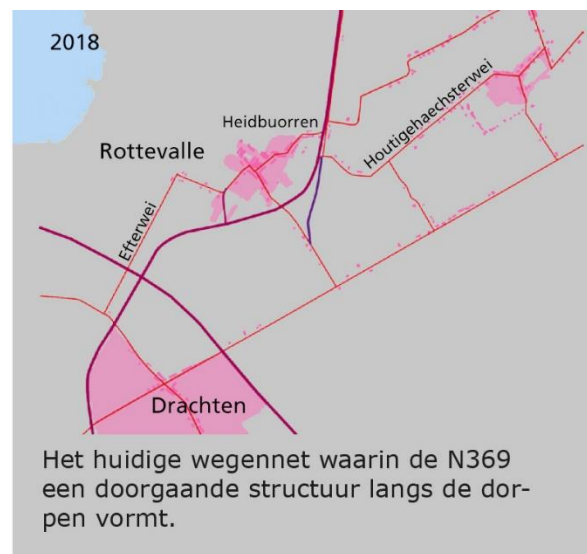 2018
Heidbuorren
Houtigehaechsterwei
Rottevalle
Efterwei
Drachten
Het huidige wegennet waarin de N369
een doorgaande structuur langs de dor-
pen vormt.